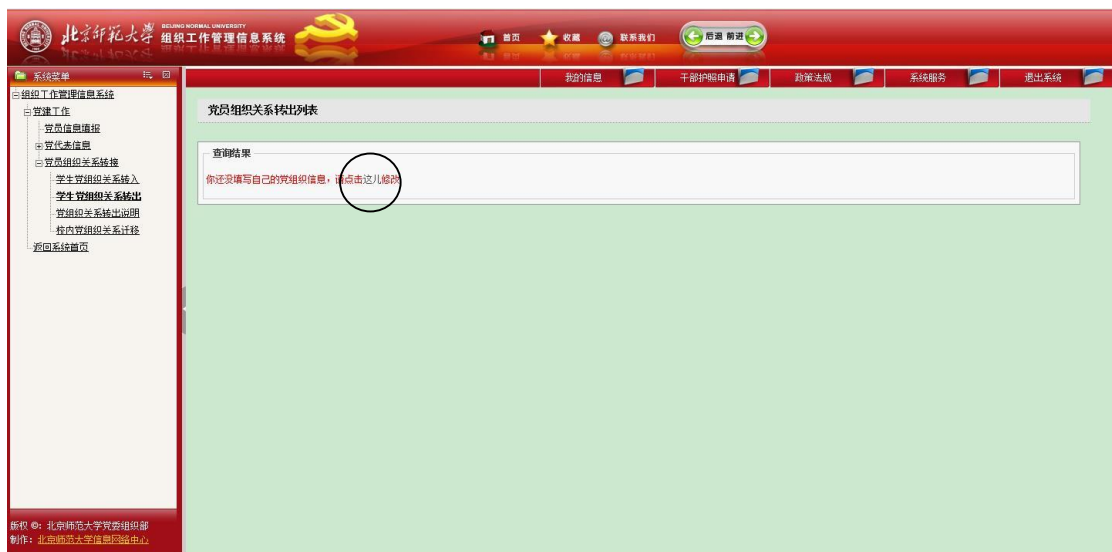 北京师范大学 BEIJING NORMAL UNIVERSITY
组织工作管理信息系统
首页 收藏 联系我们 后退 前进
系统菜单
我的信息 干部护照申请 政策法规 系统服务 退出系统
组织工作管理信息系统
党建工作
党员信息填报
党代表信息
党员组织关系转接
学生党组织关系转入
学生党组织关系转出
党组织关系转出说明
校内党组织关系迁移
返回系统首页
党员组织关系转出列表
查询结果
你还没填写自己的党组织信息，请点击这儿修改
版权 ©：北京师范大学党委组织部
制作：北京师范大学信息网络中心